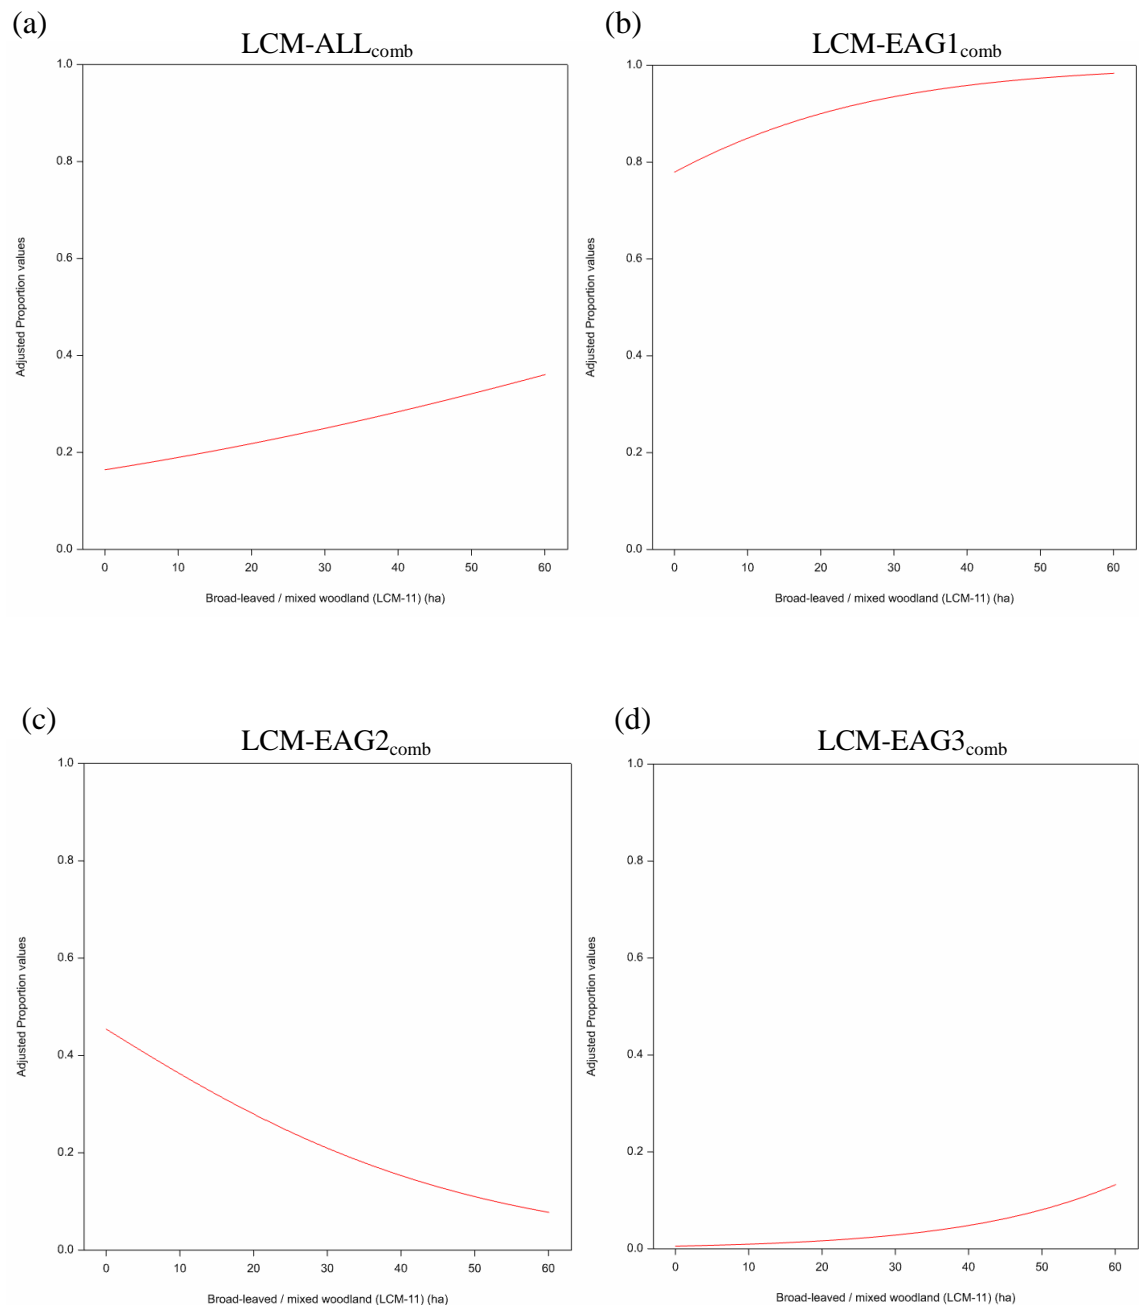 (a)
LCM-ALLcomb
1.0
0.8
0.6
0.4
0.2
0.0
Adjusted Proportion values
0 10 20 30 40 50 60
Broad-leaved / mixed woodland (LCM-11) (ha)
(b)
LCM-EAG1comb
1.0
0.8
0.6
0.4
0.2
0.0
Adjusted Proportion values
0 10 20 30 40 50 60
Broad-leaved / mixed woodland (LCM-11) (ha)
(c)
LCM-EAG2comb
1.0
0.8
0.6
0.4
0.2
0.0
Adjusted Proportion values
0 10 20 30 40 50 60
Broad-leaved / mixed woodland (LCM-11) (ha)
(d)
LCM-EAG3comb
1.0
0.8
0.6
0.4
0.2
0.0
Adjusted Proportion values
0 10 20 30 40 50 60
Broad-leaved / mixed woodland (LCM-11) (ha)